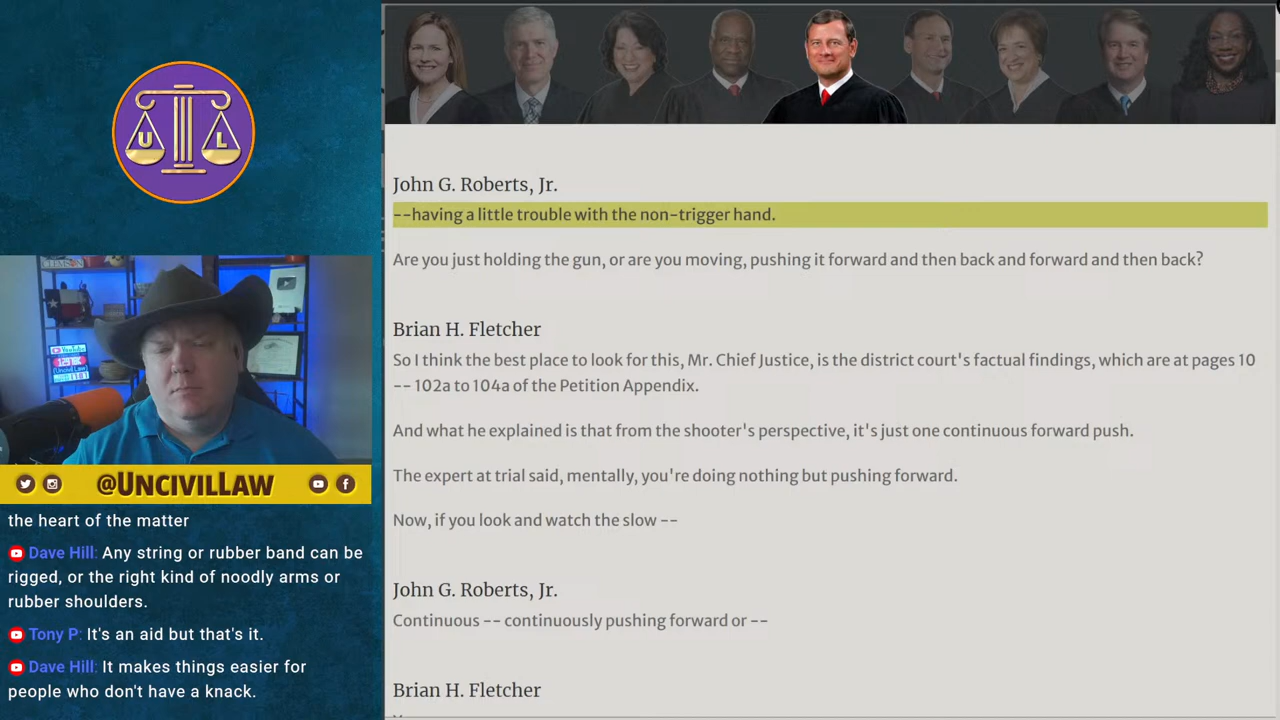 U L
CLEMSON
@UNCIVILLAW
the heart of the matter
Dave Hill: Any string or rubber band can be
rigged, or the right kind of noodly arms or
rubber shoulders.
Tony P: It's an aid but that's it.
Dave Hill: It makes things easier for
people who don't have a knack.
John G. Roberts, Jr.
--having a little trouble with the non-trigger hand.
Are you just holding the gun, or are you moving, pushing it forward and then back and forward and then back?
Brian H. Fletcher
So I think the best place to look for this, Mr. Chief Justice, is the district court's factual findings, which are at pages 10
-- 102a to 104a of the Petition Appendix.
And what he explained is that from the shooter's perspective, it's just one continuous forward push.
The expert at trial said, mentally, you're doing nothing but pushing forward.
Now, if you look and watch the slow --
John G. Roberts, Jr.
Continuous -- continuously pushing forward or --
Brian H. Fletcher